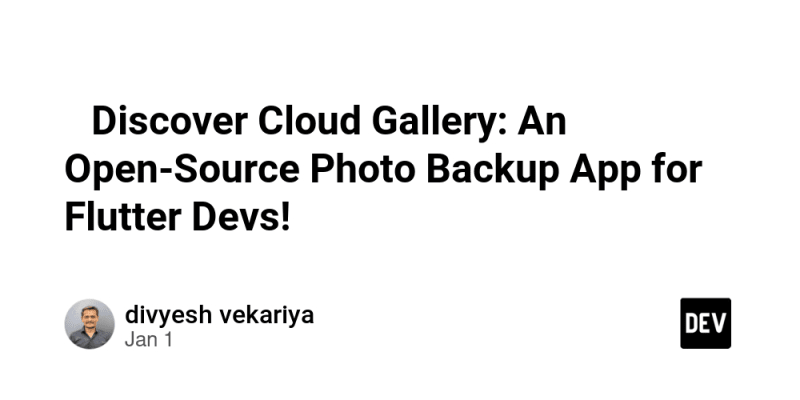 Discover Cloud Gallery: An
Open-Source Photo Backup App for
Flutter Devs!
divyesh vekariya
Jan 1
DEV